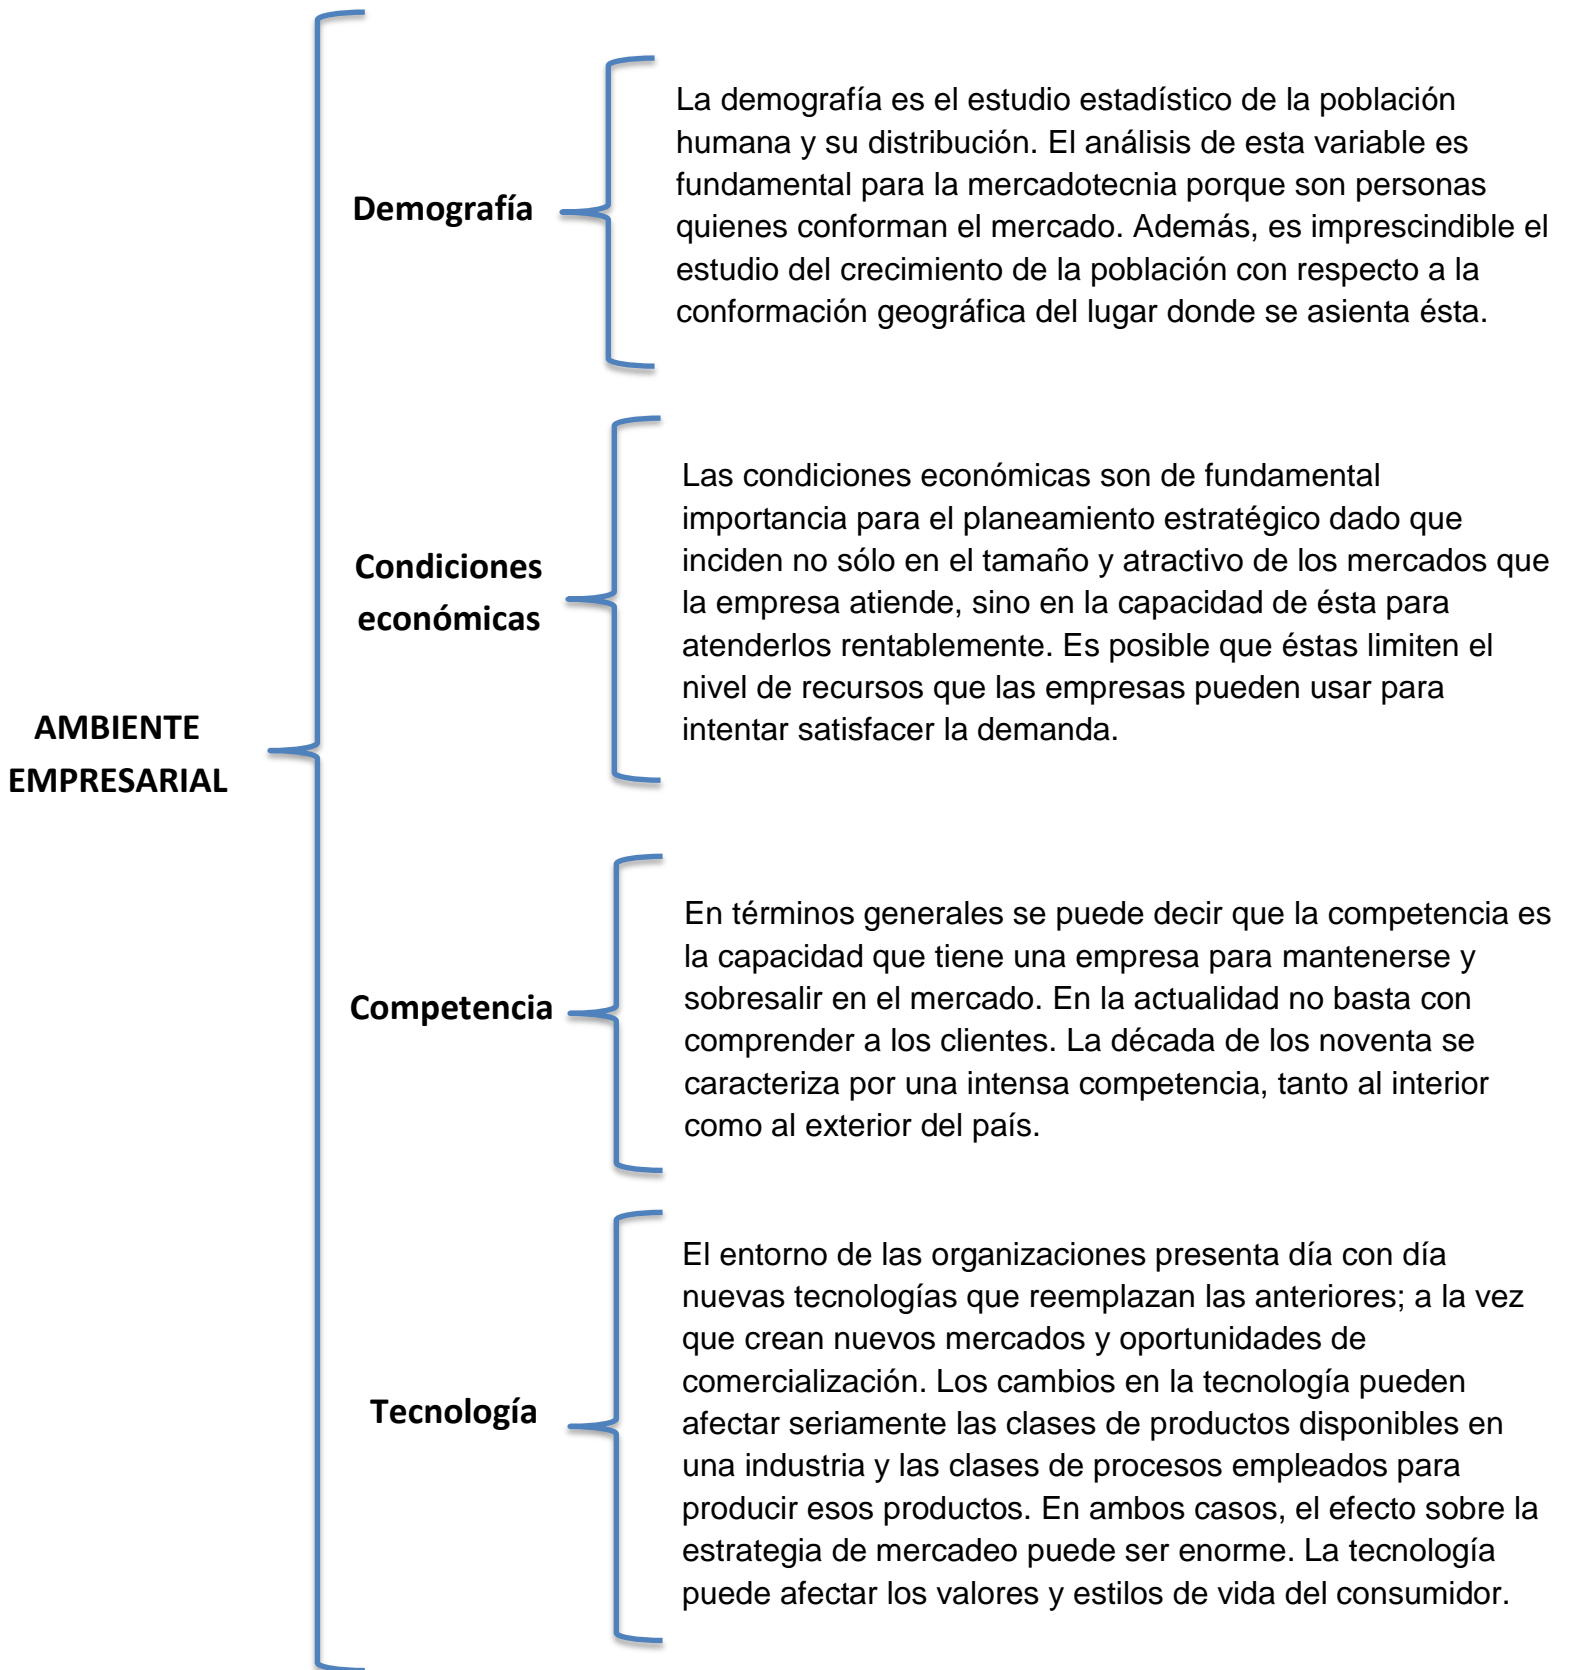 AMBIENTE
EMPRESARIAL
Demografía
La demografía es el estudio estadístico de la población
humana y su distribución. El análisis de esta variable es
fundamental para la mercadotecnia porque son personas
quienes conforman el mercado. Además, es imprescindible el
estudio del crecimiento de la población con respecto a la
conformación geográfica del lugar donde se asienta ésta.
Condiciones
económicas
Las condiciones económicas son de fundamental
importancia para el planeamiento estratégico dado que
inciden no sólo en el tamaño y atractivo de los mercados que
la empresa atiende, sino en la capacidad de ésta para
atenderlos rentablemente. Es posible que éstas limiten el
nivel de recursos que las empresas pueden usar para
intentar satisfacer la demanda.
Competencia
En términos generales se puede decir que la competencia es
la capacidad que tiene una empresa para mantenerse y
sobresalir en el mercado. En la actualidad no basta con
comprender a los clientes. La década de los noventa se
caracteriza por una intensa competencia, tanto al interior
como al exterior del país.
Tecnología
El entorno de las organizaciones presenta día con día
nuevas tecnologías que reemplazan las anteriores; a la vez
que crean nuevos mercados y oportunidades de
comercialización. Los cambios en la tecnología pueden
afectar seriamente las clases de productos disponibles en
una industria y las clases de procesos empleados para
producir esos productos. En ambos casos, el efecto sobre la
estrategia de mercadeo puede ser enorme. La tecnología
puede afectar los valores y estilos de vida del consumidor.